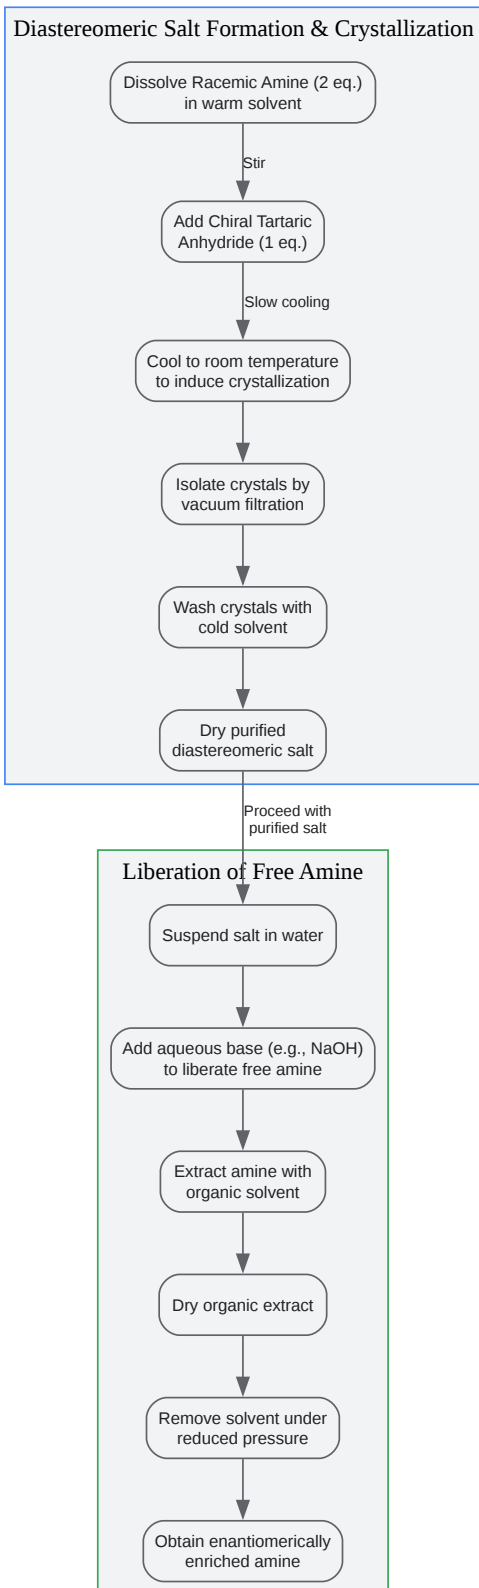 Diastereomeric Salt Formation & Crystallization
Dissolve Racemic Amine (2 eq.)
in warm solvent
Stir
Add Chiral Tartaric
Anhydride (1 eq.)
Slow cooling
Cool to room temperature
to induce crystallization
Isolate crystals by
vacuum filtration
Wash crystals with
cold solvent
Dry purified
diastereomeric salt
Proceed with
purified salt
Liberation of Free Amine
Suspend salt in water
Add aqueous base (e.g., NaOH)
to liberate free amine
Extract amine with
organic solvent
Dry organic extract
Remove solvent under
reduced pressure
Obtain enantiomerically
enriched amine